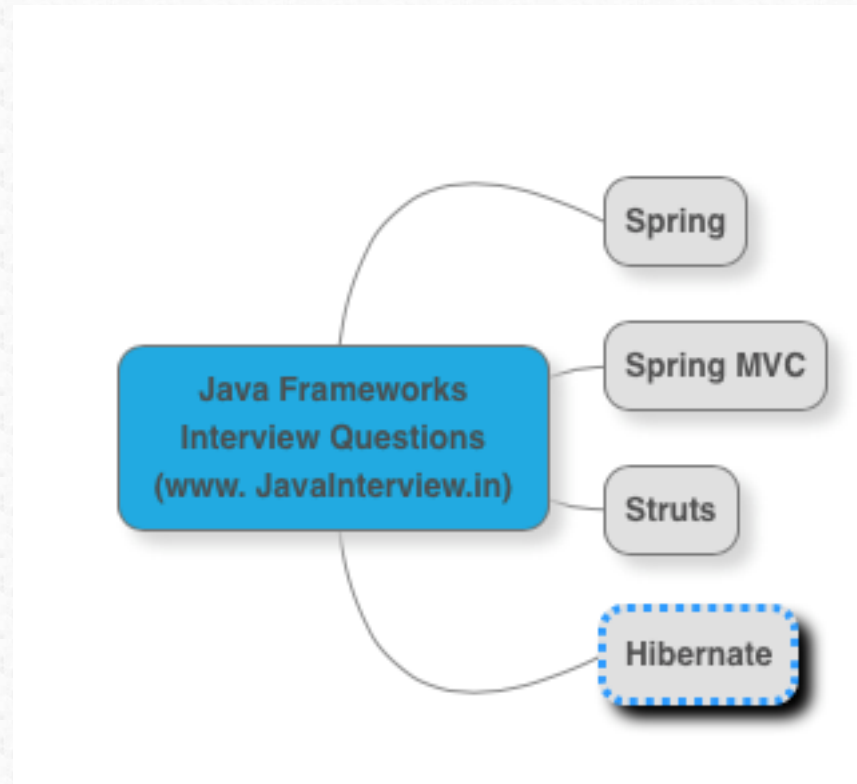 Spring
Spring MVC
Java Frameworks
Interview Questions
(www. JavaInterview.in)
Struts
Hibernate